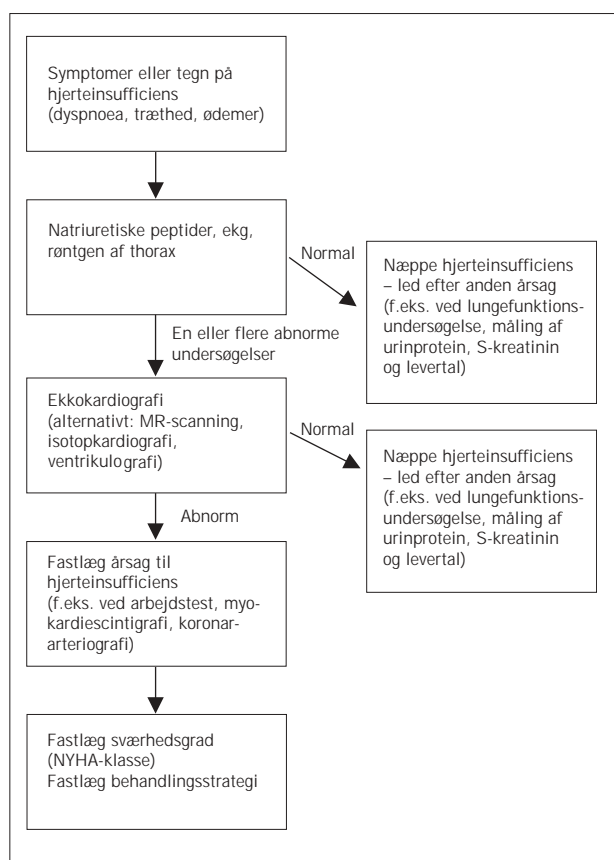 Symptomer eller tegn på
hjerteinsufficiens
(dyspnoea, træthed, ødemer)
Natriuretiske peptider, ekg,
røntgen af thorax
Normal
Næppe hjerteinsufficiens
– led efter anden årsag
(f.eks. ved lungefunktions-
undersøgelse, måling af
urinprotein, S-kreatinin
og levertal)
En eller flere abnorme
undersøgelser
Ekkokardiografi
(alternativt: MR-scanning,
isotopkardiografi,
ventrikulografi)
Normal
Næppe hjerteinsufficiens
– led efter anden årsag
(f.eks. ved lungefunktions-
undersøgelse, måling af
urinprotein, S-kreatinin
og levertal)
Abnorm
Fastlæg årsag til
hjerteinsufficiens
(f.eks. ved arbejdstest, myo-
kardiescintigrafi, koronar-
arteriografi)
Fastlæg sværhedsgrad
(NYHA-klasse)
Fastlæg behandlingsstrategi